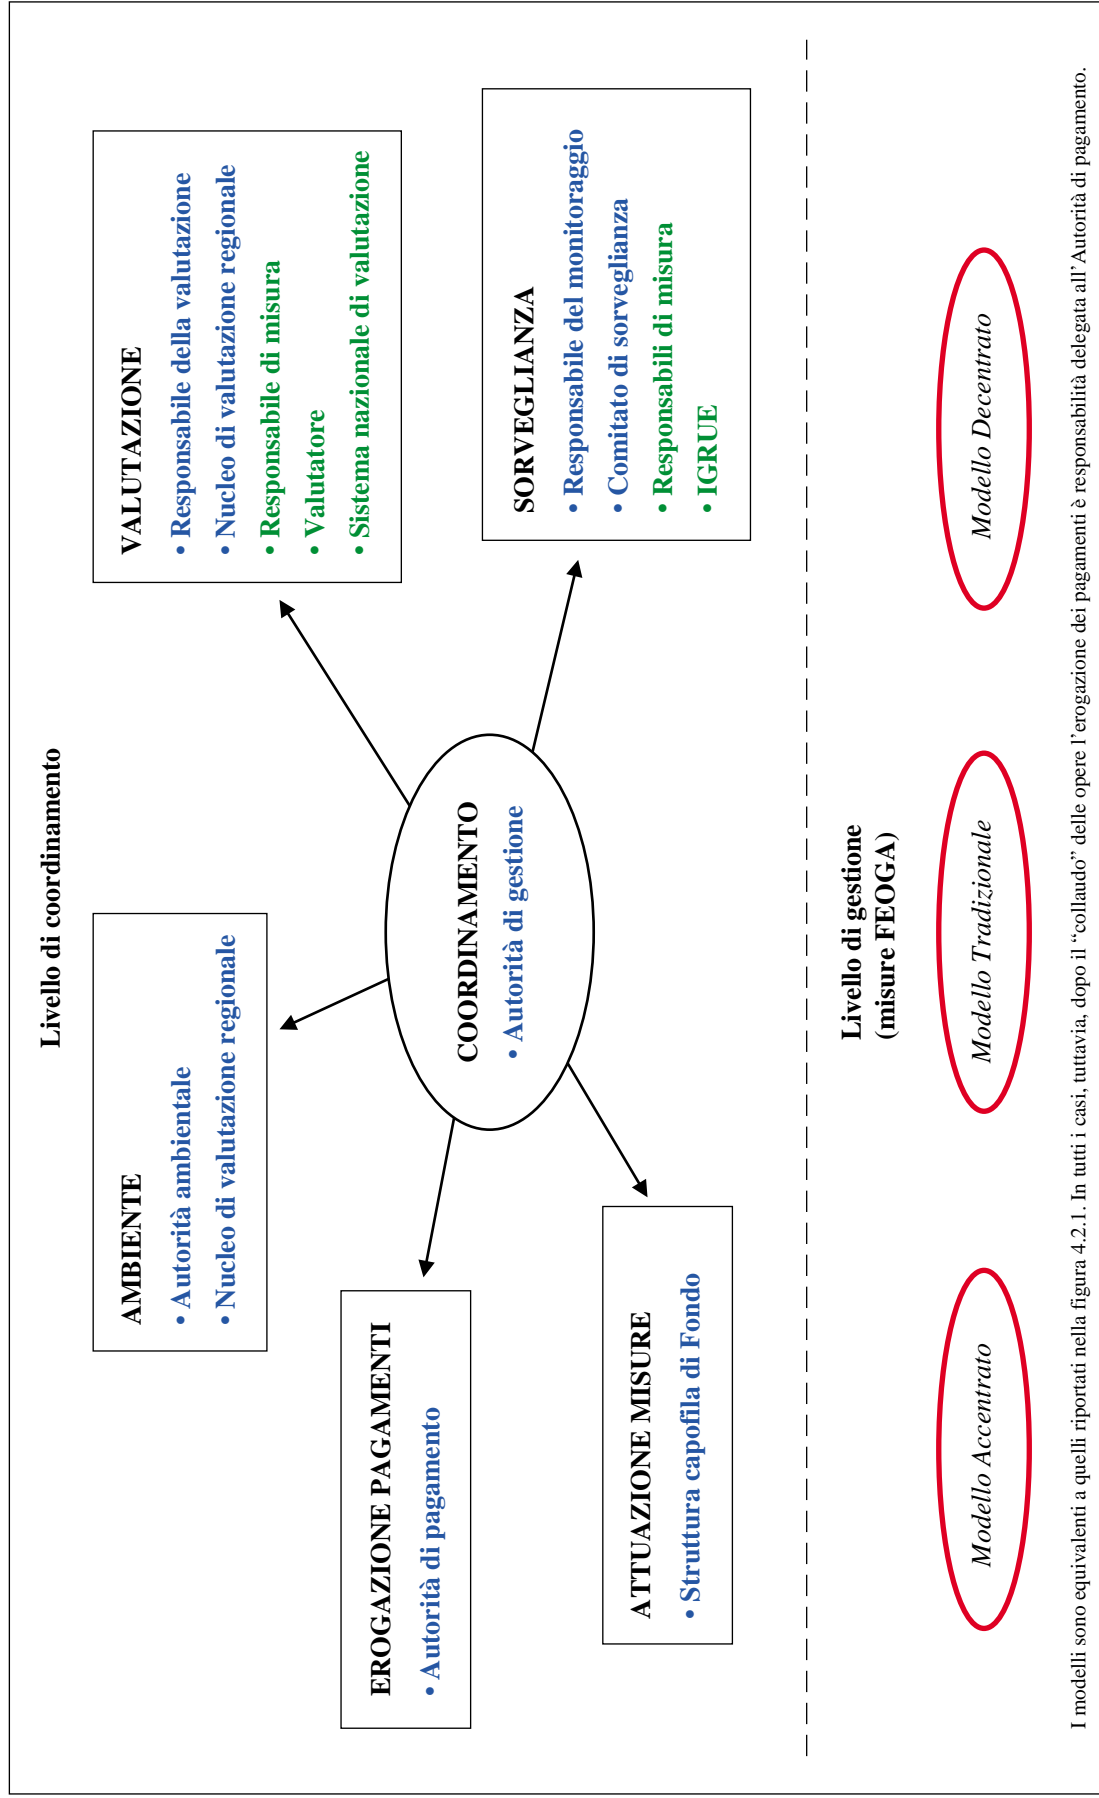 Livello di coordinamento
AMBIENTE
• Autorità ambientale
• Nucleo di valutazione regionale
VALUTAZIONE
• Responsabile della valutazione
• Nucleo di valutazione regionale
• Responsabile di misura
• Valutatore
• Sistema nazionale di valutazione
EROGAZIONE PAGAMENTI
• Autorità di pagamento
COORDINAMENTO
• Autorità di gestione
SORVEGLIANZA
• Responsabile del monitoraggio
• Comitato di sorveglianza
• Responsabili di misura
• IGRUE
ATTUAZIONE MISURE
• Struttura capofila di Fondo
Livello di gestione
(misure FEOGA)
Modello Accentrato
Modello Tradizionale
Modello Decentrato
I modelli sono equivalenti a quelli riportati nella figura 4.2.1. In tutti i casi, tuttavia, dopo il “collaudo” delle opere l'erogazione dei pagamenti è responsabilità delegata all'Autorità di pagamento.